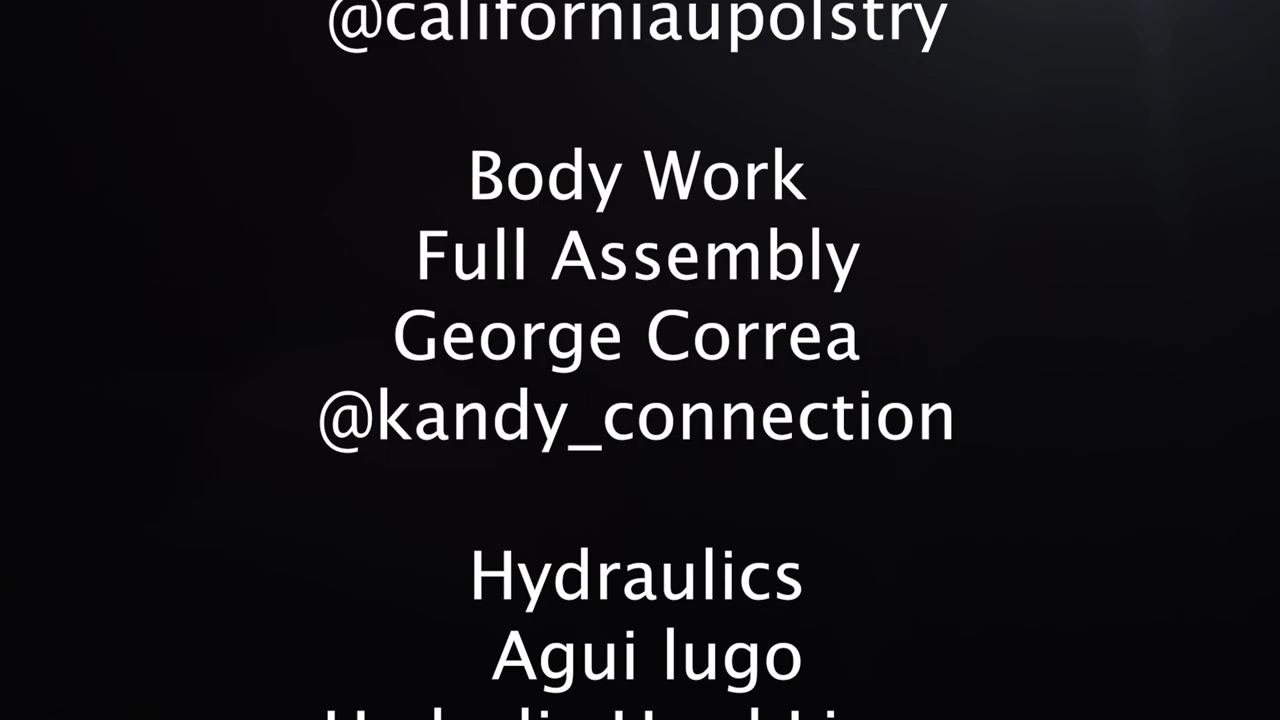 @californiaupolstry
Body Work
Full Assembly
George Correa
@kandy_connection
Hydraulics
Agui lugo